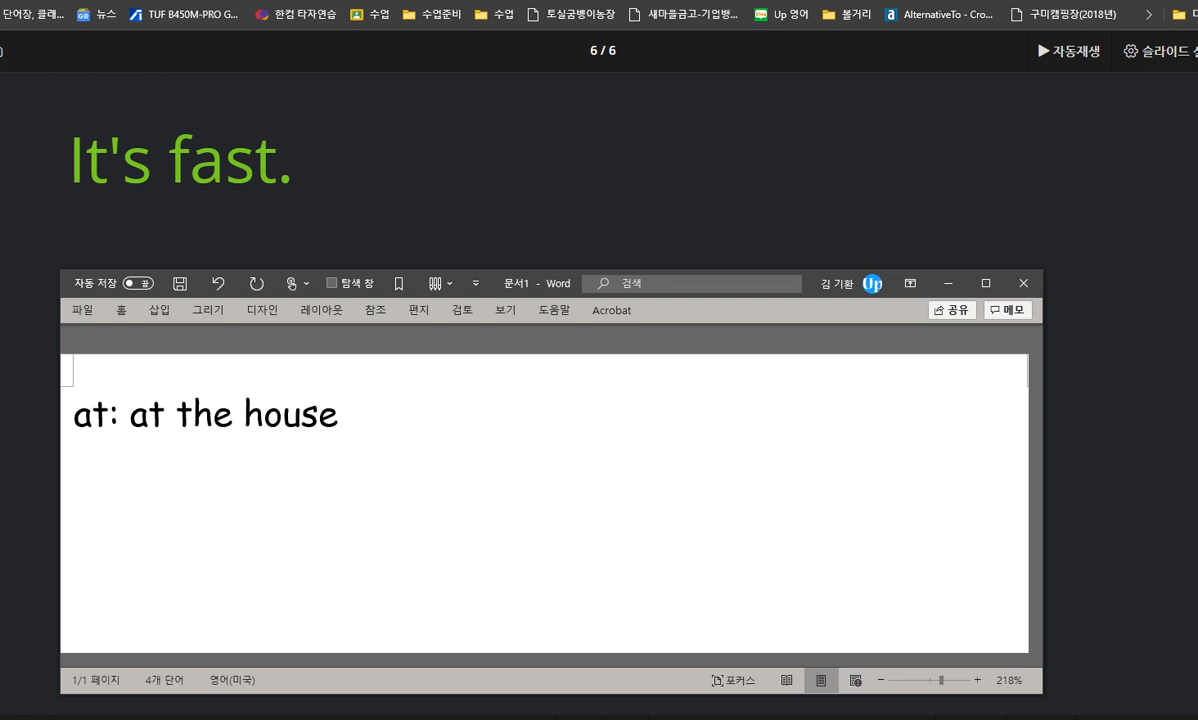 단어장, 클래... 뉴스 TUF B450M-PRO G... 한컴 타자연습 수업 수업준비 수업 토실굼벵이농장 새마을금고-기업뱅... Up 영어 볼거리 AlternativeTo - Cro... 구미캠핑장(2018년)
6 / 6 자동재생 슬라이드
It's fast.
자동 저장 끔 탐색 창 문서1 - Word 검색 김 기환 Up
파일 홈 삽입 그리기 디자인 레이아웃 참조 편지 검토 보기 도움말 Acrobat 공유 메모
at: at the house
1/1 페이지 4개 단어 영어(미국) 포커스 - + 218%